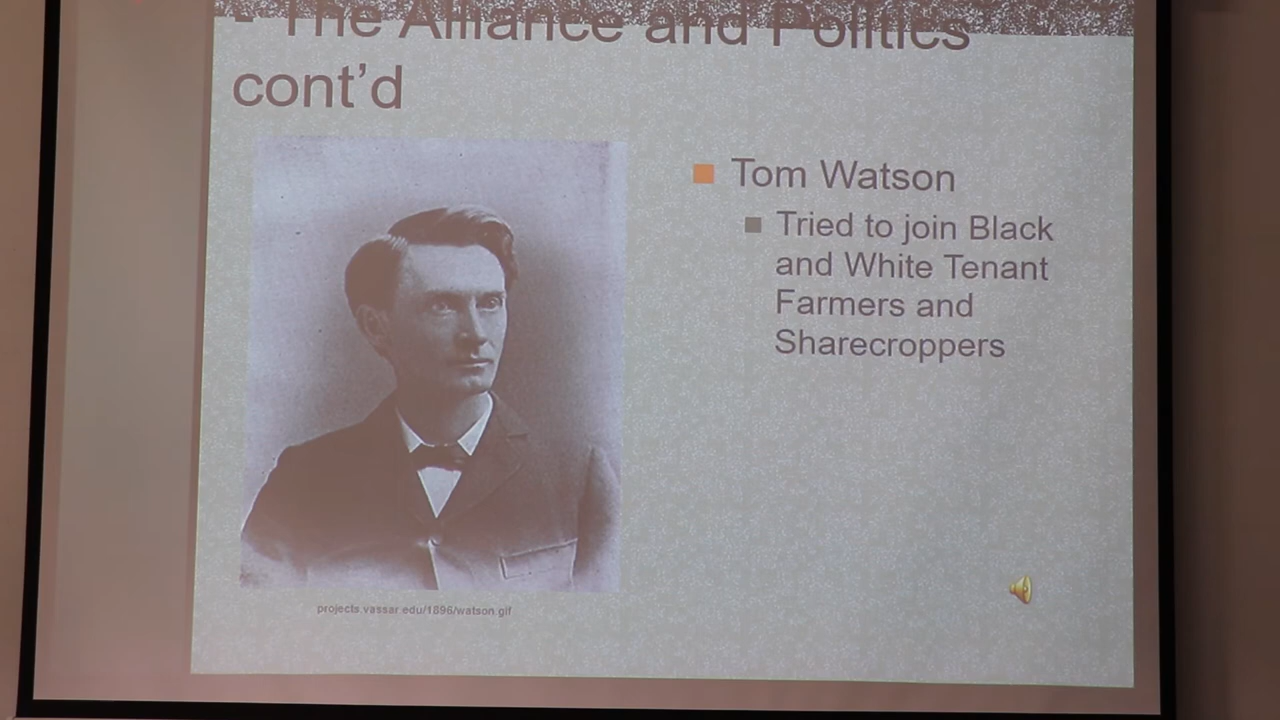 - The Alliance and Politics
cont'd
Tom Watson
Tried to join Black
and White Tenant
Farmers and
Sharecroppers
projects.vassar.edu/1896/watson.gif